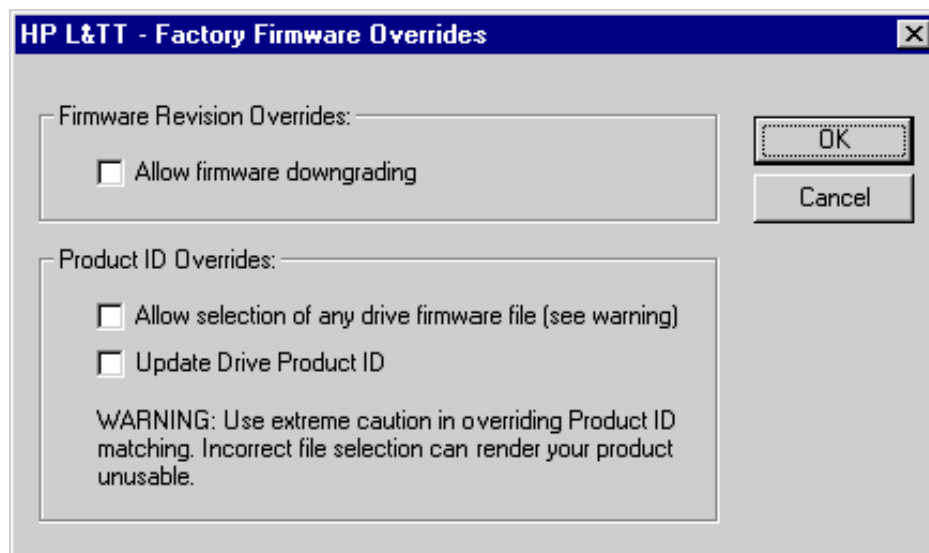 HP L&TT - Factory Firmware Overrides
Firmware Revision Overrides:
Allow firmware downgrading
OK
Cancel
Product ID Overrides:
Allow selection of any drive firmware file (see warning)
Update Drive Product ID
WARNING: Use extreme caution in overriding Product ID
matching. Incorrect file selection can render your product
unusable.